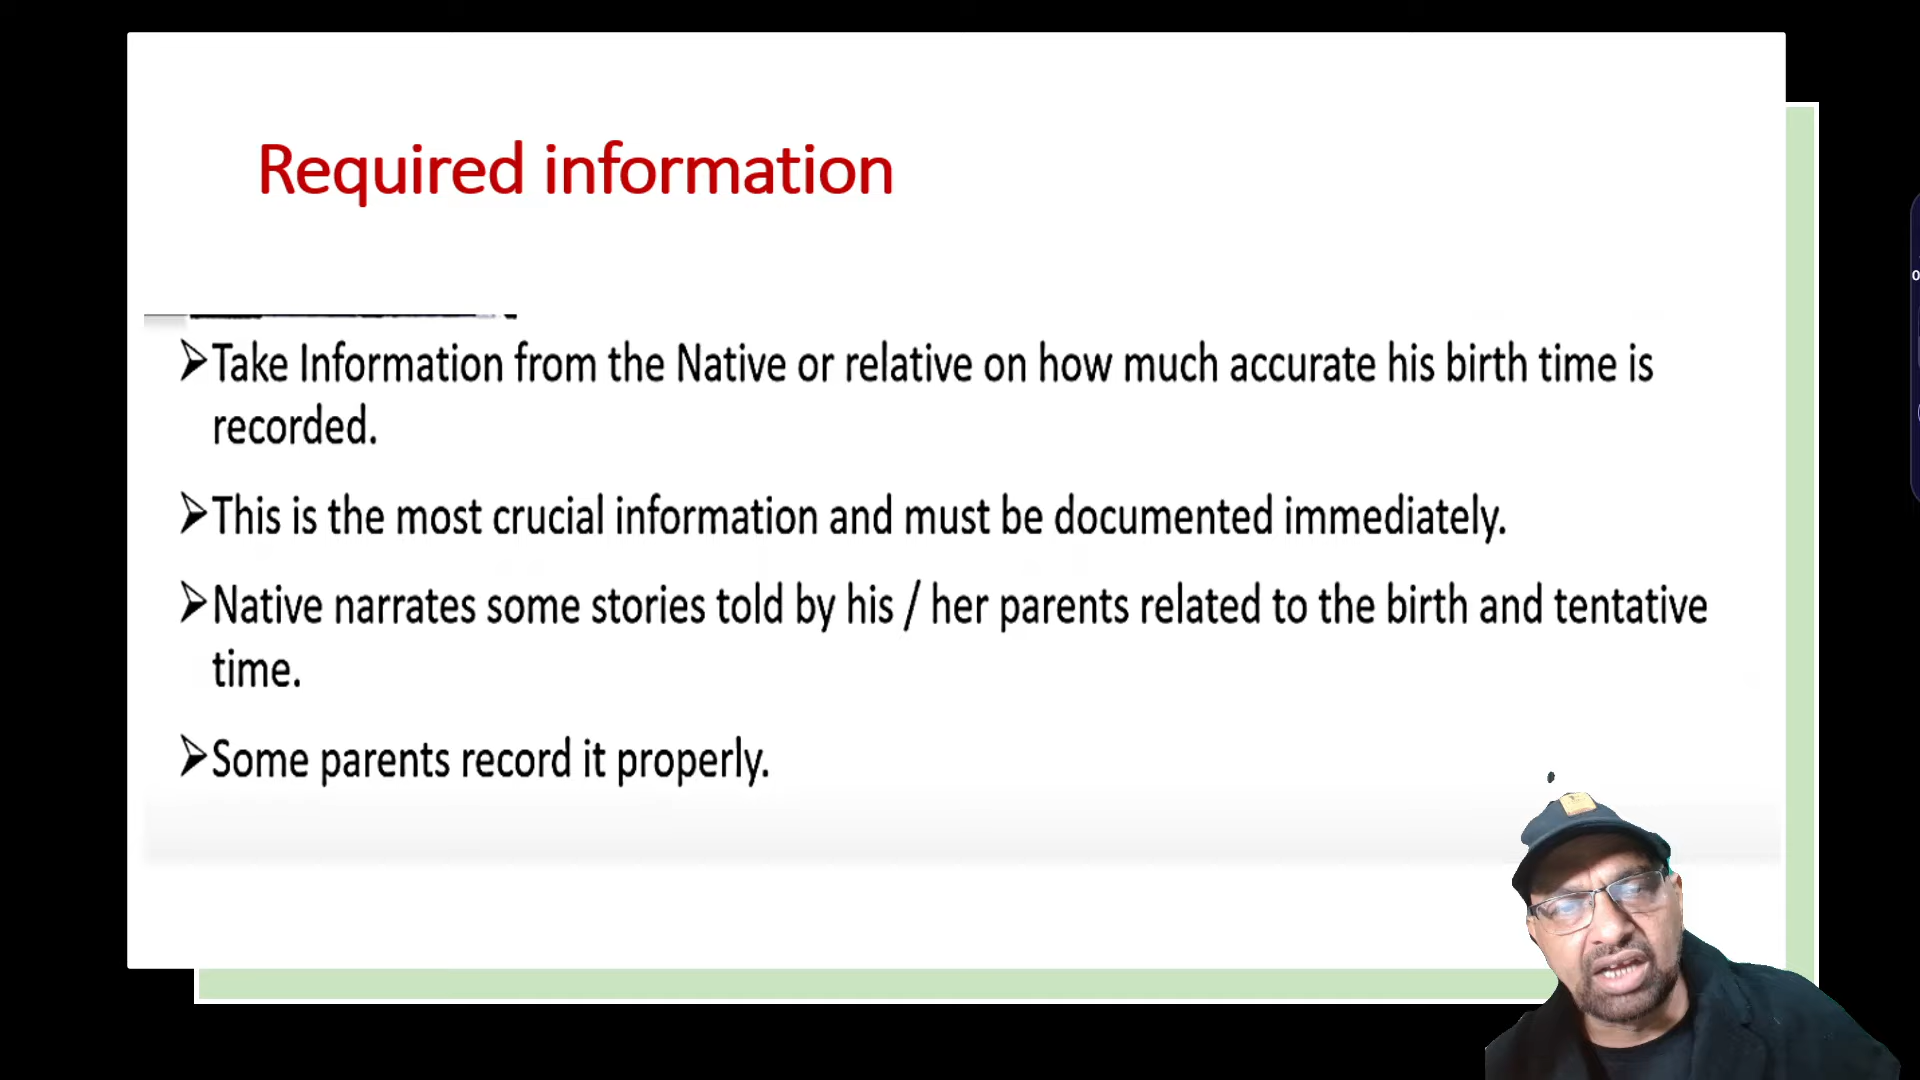 Required information
➢Take Information from the Native or relative on how much accurate his birth time is
recorded.
➢This is the most crucial information and must be documented immediately.
➢Native narrates some stories told by his / her parents related to the birth and tentative
time.
➢Some parents record it properly.